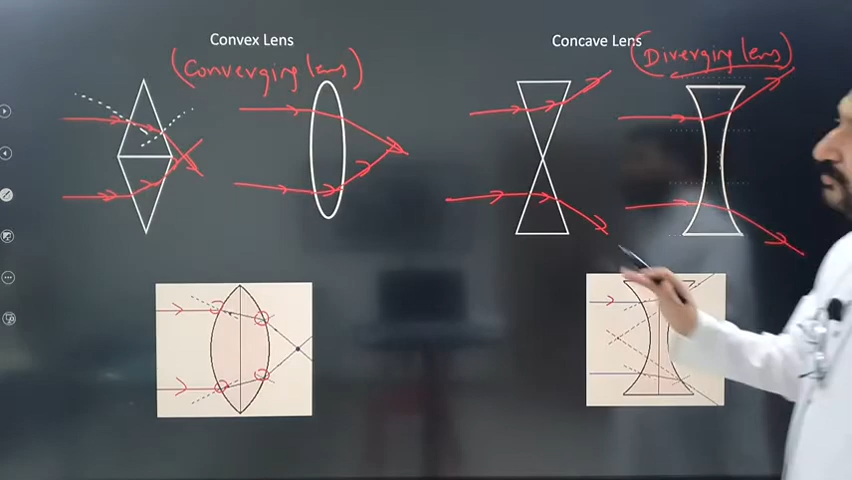 Convex Lens
(Converging lens)
Concave Lens
(Diverging lens)